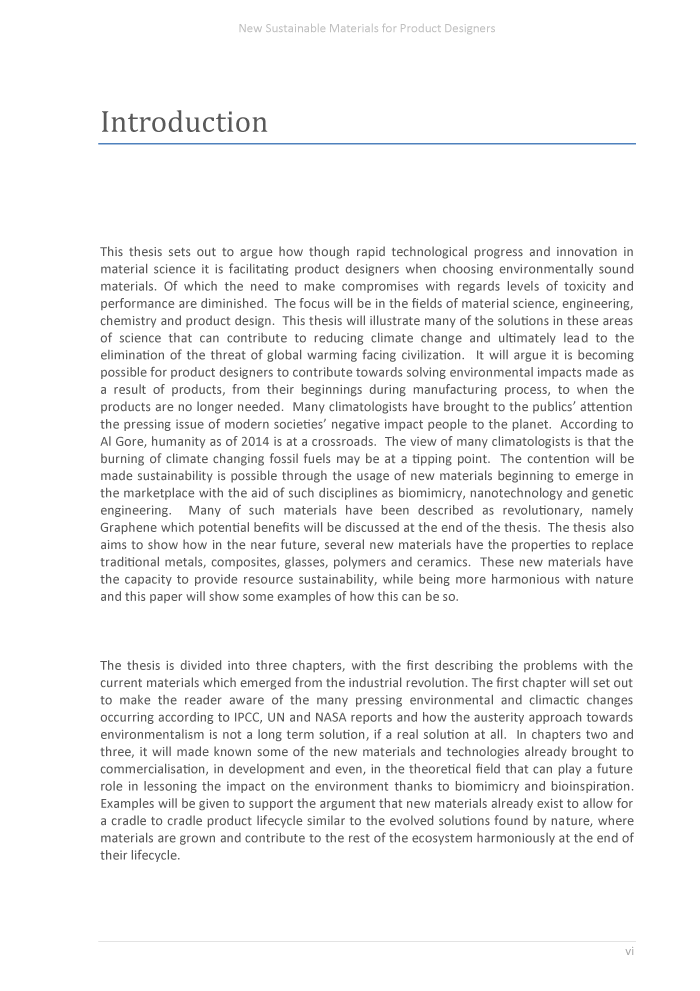 New Sustainable Materials for Product Designers
Introduction
This thesis sets out to argue how though rapid technological progress and innovation in
material science it is facilitating product designers when choosing environmentally sound
materials. Of which the need to make compromises with regards levels of toxicity and
performance are diminished. The focus will be in the fields of material science, engineering,
chemistry and product design. This thesis will illustrate many of the solutions in these areas
of science that can contribute to reducing climate change and ultimately lead to the
elimination of the threat of global warming facing civilization. It will argue it is becoming
possible for product designers to contribute towards solving environmental impacts made as
a result of products, from their beginnings during manufacturing process, to when the
products are no longer needed. Many climatologists have brought to the publics’ attention
the pressing issue of modern societies’ negative impact people to the planet. According to
Al Gore, humanity as of 2014 is at a crossroads. The view of many climatologists is that the
burning of climate changing fossil fuels may be at a tipping point. The contention will be
made sustainability is possible through the usage of new materials beginning to emerge in
the marketplace with the aid of such disciplines as biomimicry, nanotechnology and genetic
engineering. Many of such materials have been described as revolutionary, namely
Graphene which potential benefits will be discussed at the end of the thesis. The thesis also
aims to show how in the near future, several new materials have the properties to replace
traditional metals, composites, glasses, polymers and ceramics. These new materials have
the capacity to provide resource sustainability, while being more harmonious with nature
and this paper will show some examples of how this can be so.
The thesis is divided into three chapters, with the first describing the problems with the
current materials which emerged from the industrial revolution. The first chapter will set out
to make the reader aware of the many pressing environmental and climactic changes
occurring according to IPCC, UN and NASA reports and how the austerity approach towards
environmentalism is not a long term solution, if a real solution at all. In chapters two and
three, it will made known some of the new materials and technologies already brought to
commercialisation, in development and even, in the theoretical field that can play a future
role in lessoning the impact on the environment thanks to biomimicry and bioinspiration.
Examples will be given to support the argument that new materials already exist to allow for
a cradle to cradle product lifecycle similar to the evolved solutions found by nature, where
materials are grown and contribute to the rest of the ecosystem harmoniously at the end of
their lifecycle.
vi